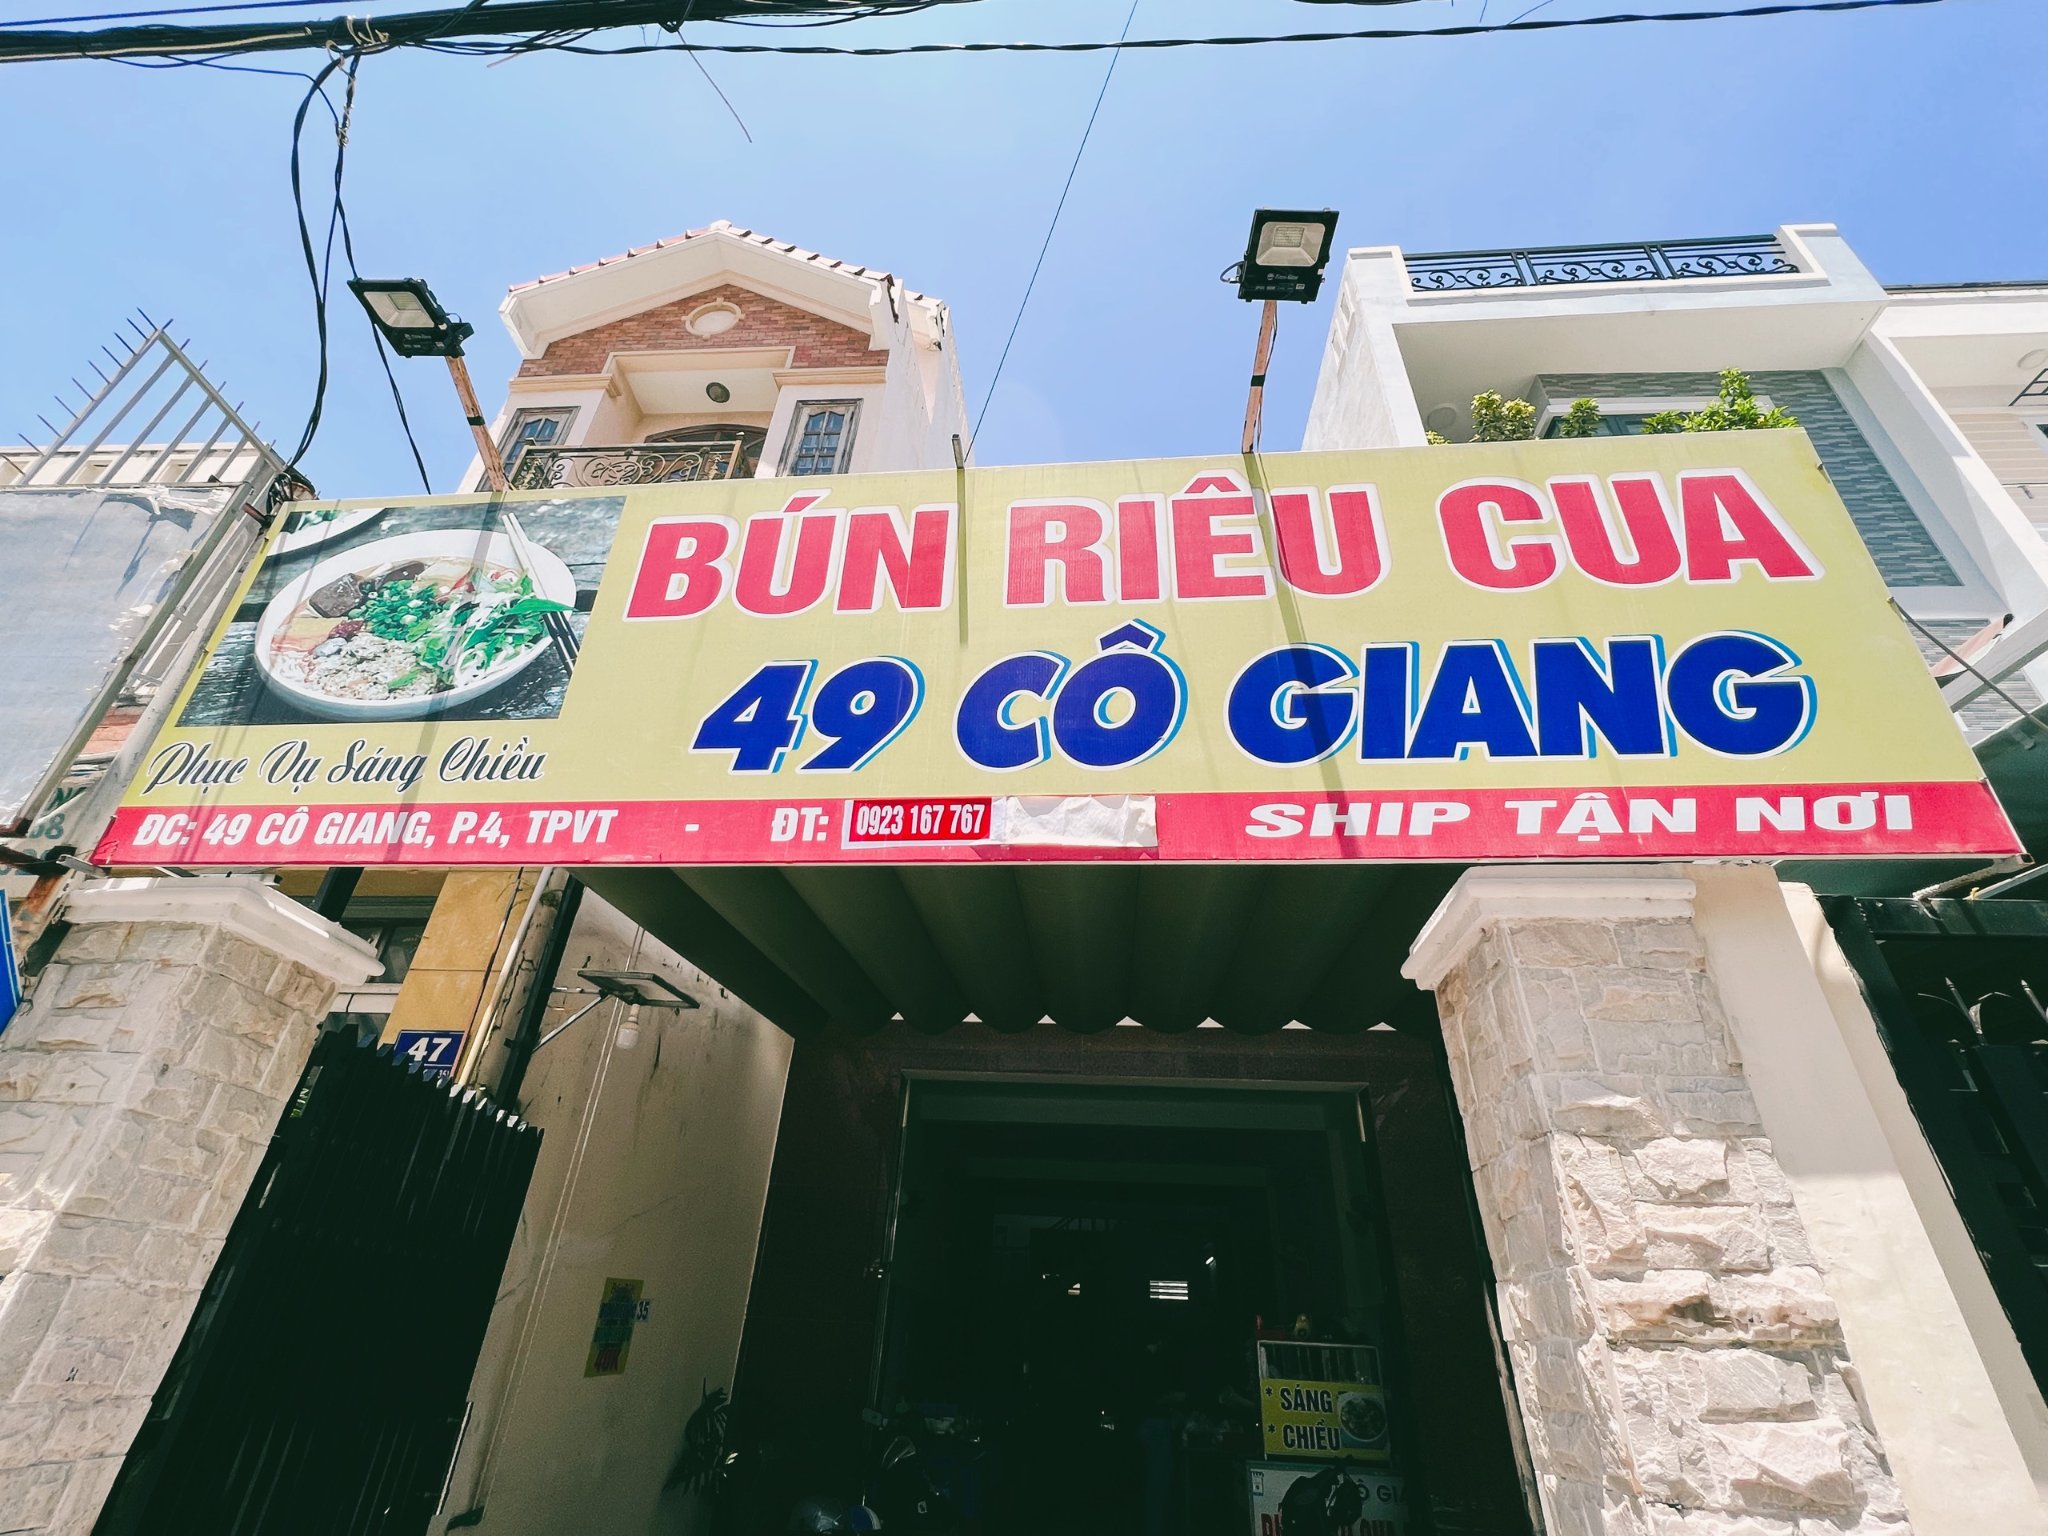 BÚN RIÊU CUA
49 CÔ GIANG
Phục Vụ Sáng Chiều
ĐC: 49 CÔ GIANG, P.4, TPVT - ĐT: 0923 167 767 SHIP TẬN NƠI
47
* SÁNG
* CHIỀU